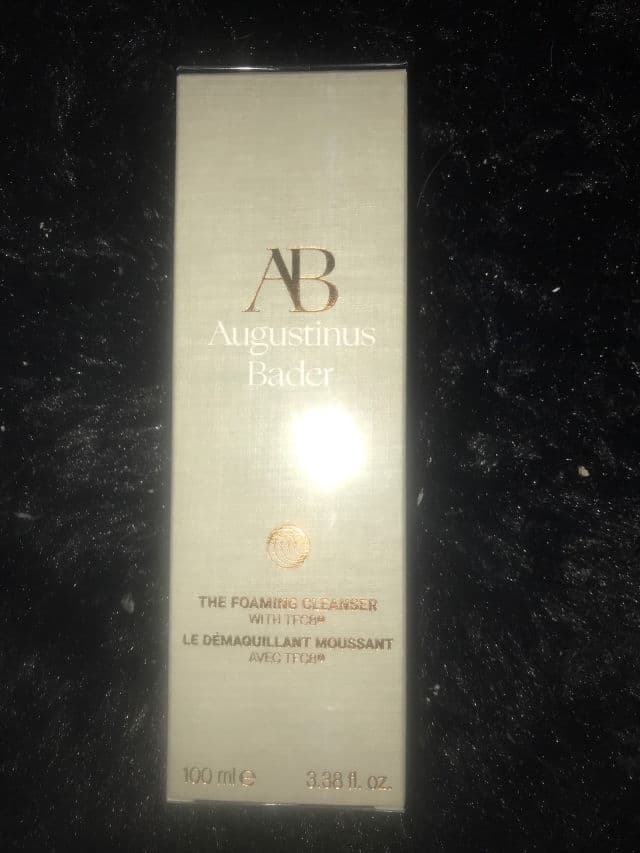 AB
Augustinus
Bader
THE FOAMING CLEANSER
WITH TFC8®
LE DÉMAQUILLANT MOUSSANT
AVEC TFC8®
100 ml ℮
3.38 fl. oz.